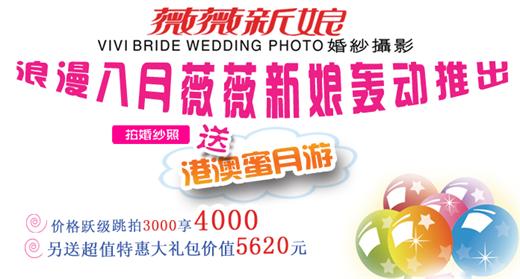 薇薇新娘
VIVI BRIDE WEDDING PHOTO 婚紗攝影
浪漫八月薇薇新娘轰动推出
拍婚纱照 送
港澳蜜月游
价格跃级跳拍3000享4000
另送超值特惠大礼包价值5620元